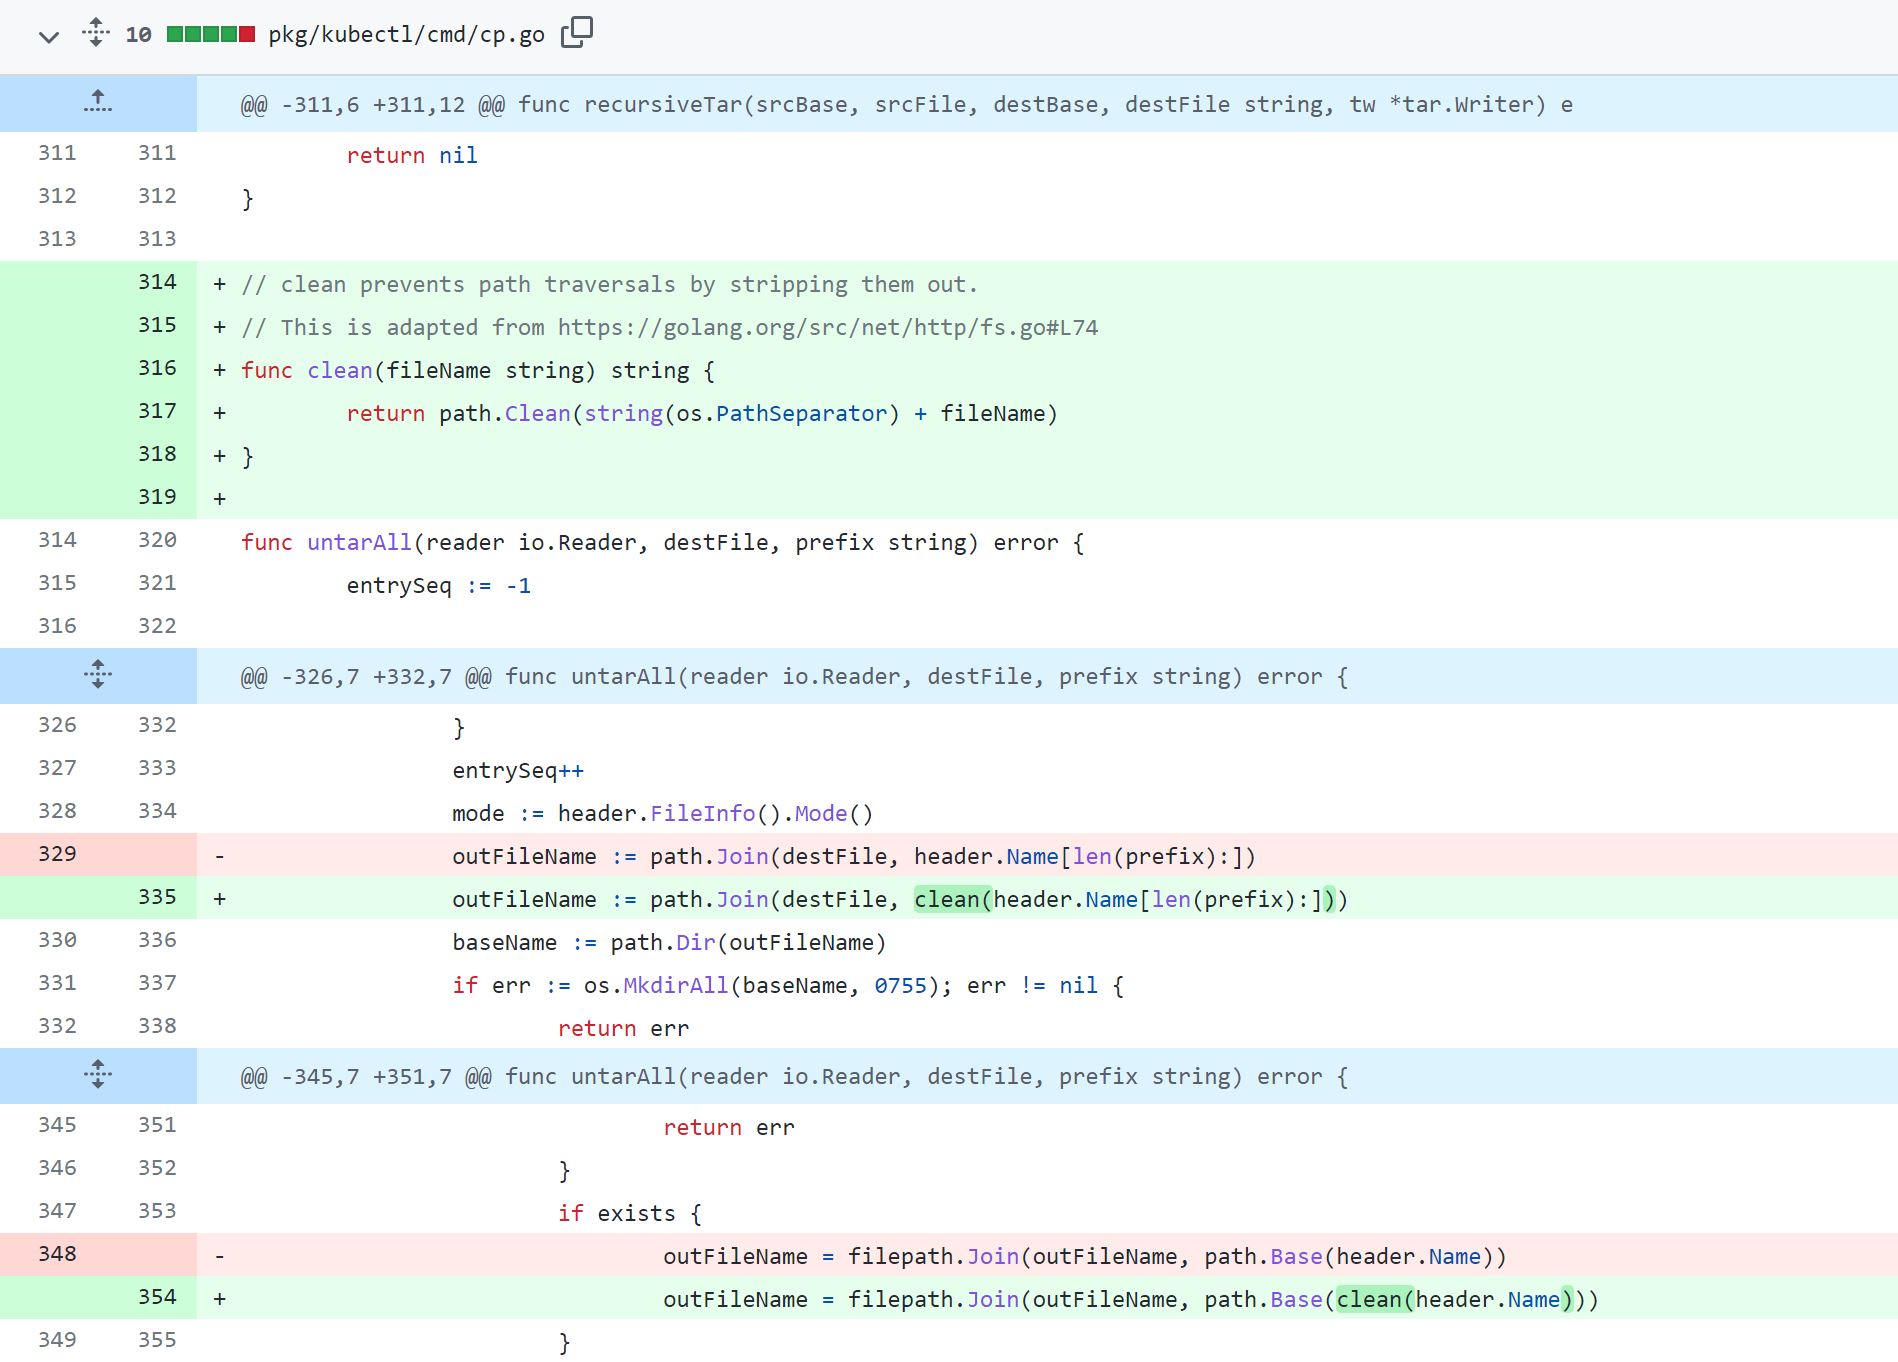 10 pkg/kubectl/cmd/cp.go
@@ -311,6 +311,12 @@ func recursiveTar(srcBase, srcFile, destBase, destFile string, tw *tar.Writer) e
311 311 return nil
312 312 }
313 313
314 + // clean prevents path traversals by stripping them out.
315 + // This is adapted from https://golang.org/src/net/http/fs.go#L74
316 + func clean(fileName string) string {
317 + return path.Clean(string(os.PathSeparator) + fileName)
318 + }
319 +
314 320 func untarAll(reader io.Reader, destFile, prefix string) error {
315 321 entrySeq := -1
316 322
@@ -326,7 +332,7 @@ func untarAll(reader io.Reader, destFile, prefix string) error {
326 332 }
327 333 entrySeq++
328 334 mode := header.FileInfo().Mode()
329 - outFileName := path.Join(destFile, header.Name[len(prefix):])
335 + outFileName := path.Join(destFile, clean(header.Name[len(prefix):]))
330 336 baseName := path.Dir(outFileName)
331 337 if err := os.MkdirAll(baseName, 0755); err != nil {
332 338 return err
@@ -345,7 +351,7 @@ func untarAll(reader io.Reader, destFile, prefix string) error {
345 351 return err
346 352 }
347 353 if exists {
348 - outFileName = filepath.Join(outFileName, path.Base(header.Name))
354 + outFileName = filepath.Join(outFileName, path.Base(clean(header.Name)))
349 355 }